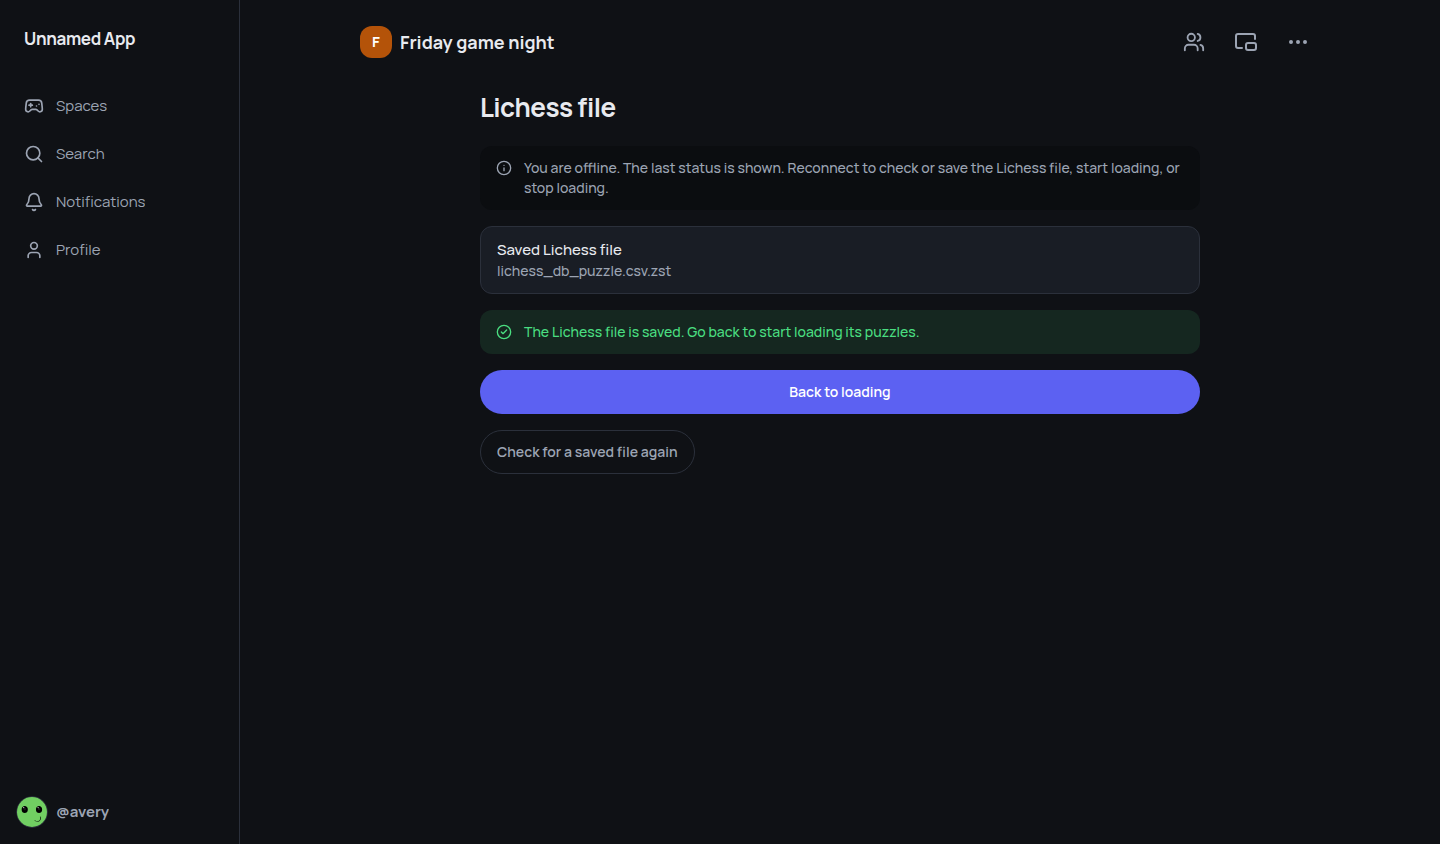 Unnamed App
Spaces
Search
Notifications
Profile
@avery
F
Friday game night
Lichess file
You are offline. The last status is shown. Reconnect to check or save the Lichess file, start loading, or
stop loading.
Saved Lichess file
lichess_db_puzzle.csv.zst
The Lichess file is saved. Go back to start loading its puzzles.
Back to loading
Check for a saved file again